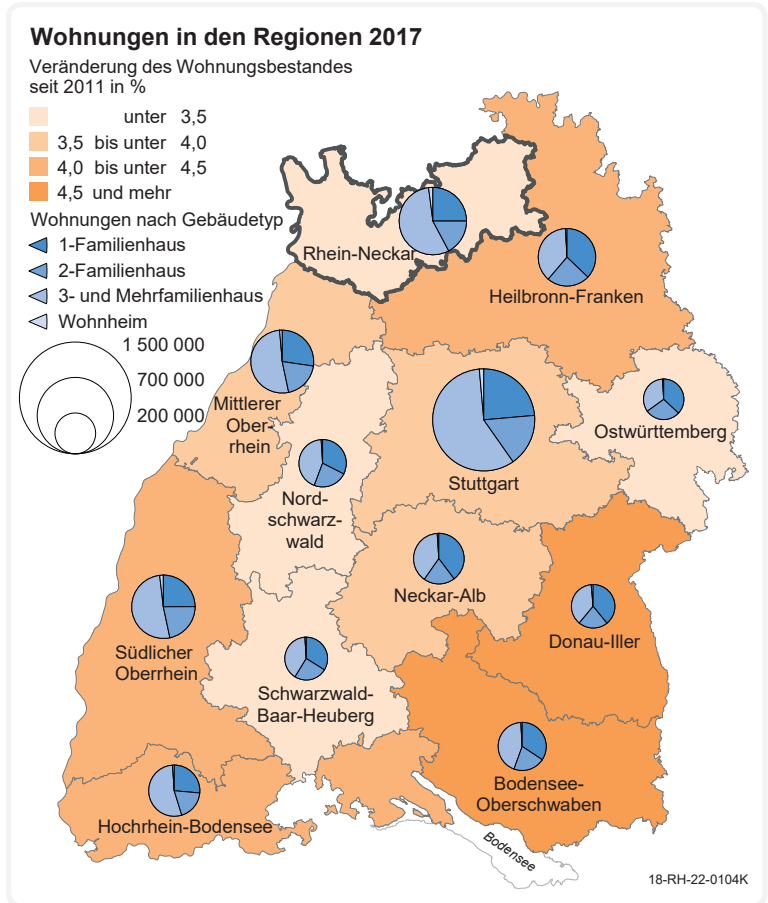 Wohnungen in den Regionen 2017
Veränderung des Wohnungsbestandes
seit 2011 in %
unter 3,5
3,5 bis unter 4,0
4,0 bis unter 4,5
4,5 und mehr
Wohnungen nach Gebäudetyp
1-Familienhaus
2-Familienhaus
3- und Mehrfamilienhaus
Wohnheim
1 500 000
700 000
200 000
Rhein-Neckar
Heilbronn-Franken
Mittlerer
Ober-
rhein
Ostwürttemberg
Stuttgart
Nord-
schwarz-
wald
Neckar-Alb
Donau-Iller
Südlicher
Oberrhein
Schwarzwald-
Baar-Heuberg
Bodensee-
Oberschwaben
Hochrhein-Bodensee
Bodensee
18-RH-22-0104K